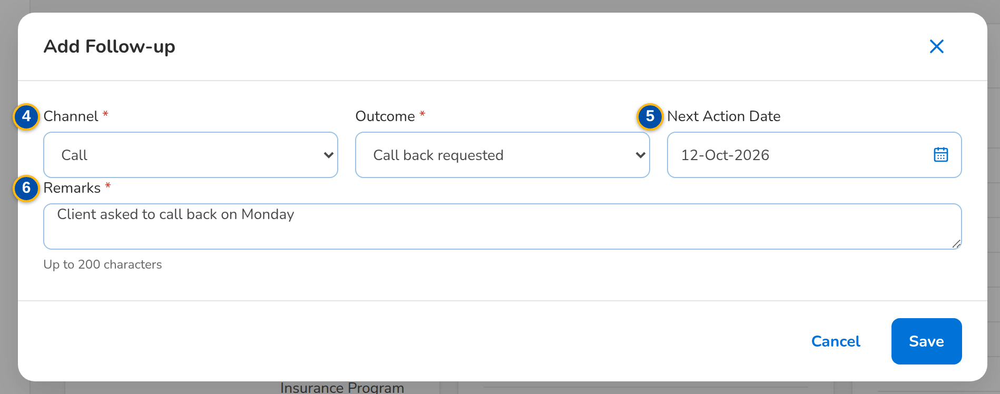 Add Follow-up
4 Channel * Outcome * 5 Next Action Date
Call Call back requested 12-Oct-2026
6 Remarks *
Client asked to call back on Monday
Up to 200 characters
Cancel Save
Insurance Program